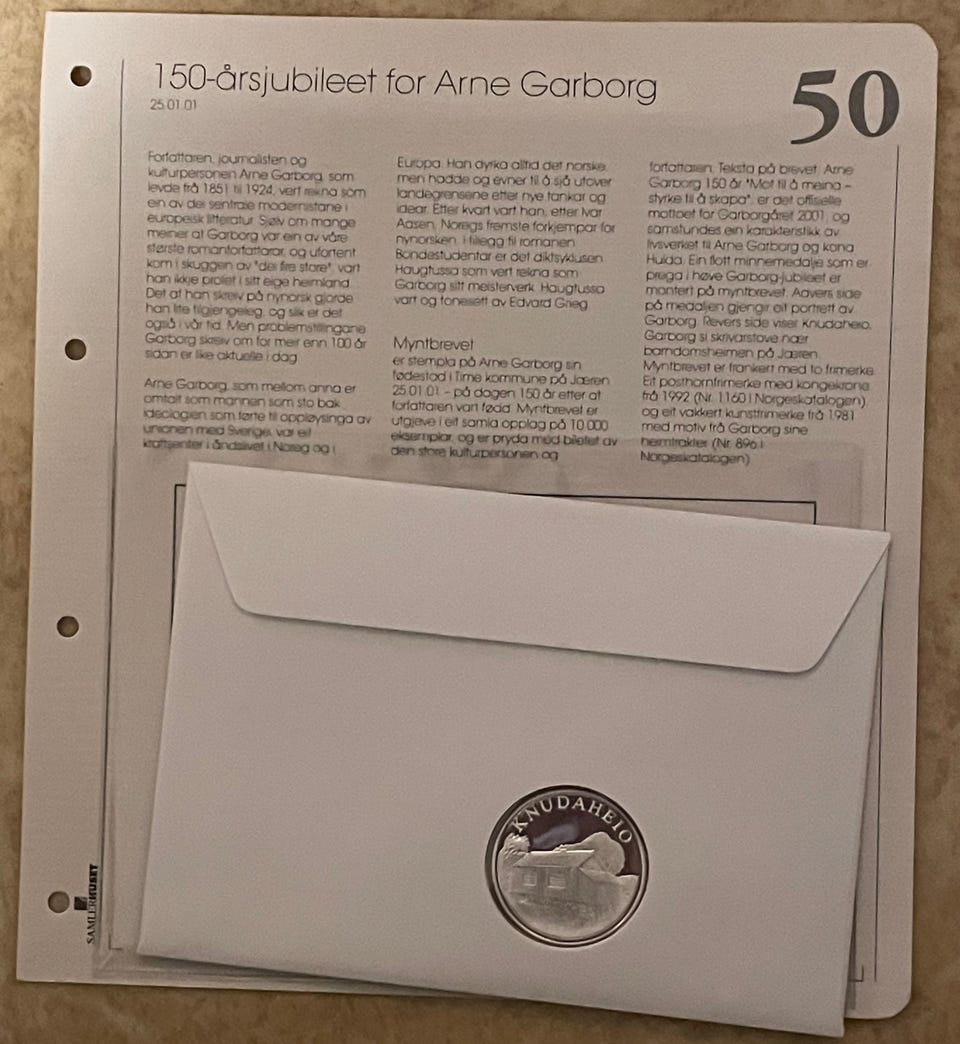 150-årsjubileet for Arne Garborg
25.01.01
50
Forfattaren, journalisten og
kulturpersonen Arne Garborg, som
levde frå 1851 til 1924, vert rekna som
ein av dei sentrale modernistane i
europeisk litteratur. Sjølv om mange
meiner at Garborg var ein av våre
største romanforfattarar, og ufortent
kom i skuggen av "dei fire store", vart
han ikkje profet i sitt eige heimland.
Det at han skreiv på nynorsk gjorde
han lite tilgjengeleg, og slik er det
også i vår tid. Men problemstillingane
Garborg skreiv om for meir enn 100 år
sidan er like aktuelle i dag.
Arne Garborg, som mellom anna er
omtalt som mannen som sto bak
ideologien som førte til oppløysinga av
unionen med Sverige, var eit
kraftsenter i åndslivet i Noreg og i
Europa. Han dyrka alltid det norske,
men hadde og evner til å sjå utover
landegrensene etter nye tankar og
idear. Etter kvart vart han, etter Ivar
Aasen, Noregs fremste forkjempar for
nynorsken. I tillegg til romanen
Bondestudentar er det diktsyklusen
Haugtussa som vert rekna som
Garborg sitt meisterverk. Haugtussa
vart og tonesett av Edvard Grieg.
Myntbrevet
er stempla på Arne Garborg sin
fødestad i Time kommune på Jæren
25.01.01 - på dagen 150 år etter at
forfattaren vart fødd. Myntbrevet er
utgjeve i eit samla opplag på 10.000
eksemplar, og er pryda med biletet av
den store kulturpersonen og
forfattaren. Teksta på brevet: Arne
Garborg 150 år "Mot til å meina –
styrke til å skapa", er det offisielle
mottoet for Garborgåret 2001, og
samstundes ein karakteristikk av
livsverket til Arne Garborg og kona
Hulda. Ein flott minnemedalje som er
prega i høve Garborg-jubileet er
montert på myntbrevet. Advers side
på medaljen gjengir eit portrett av
Garborg. Revers side viser Knudaheio,
Garborg si skrivarstove nær
barndomsheimen på Jæren.
Myntbrevet er frankert med to frimerke.
Eit posthornfrimerke med kongekrone
frå 1992 (Nr. 1160 i Norgeskatalogen)
og eit vakkert kunstfrimerke frå 1981
med motiv frå Garborg sine
heimtrakter (Nr. 896 i
Norgeskatalogen).
KNUDAHEIO
SAMLERHUSET